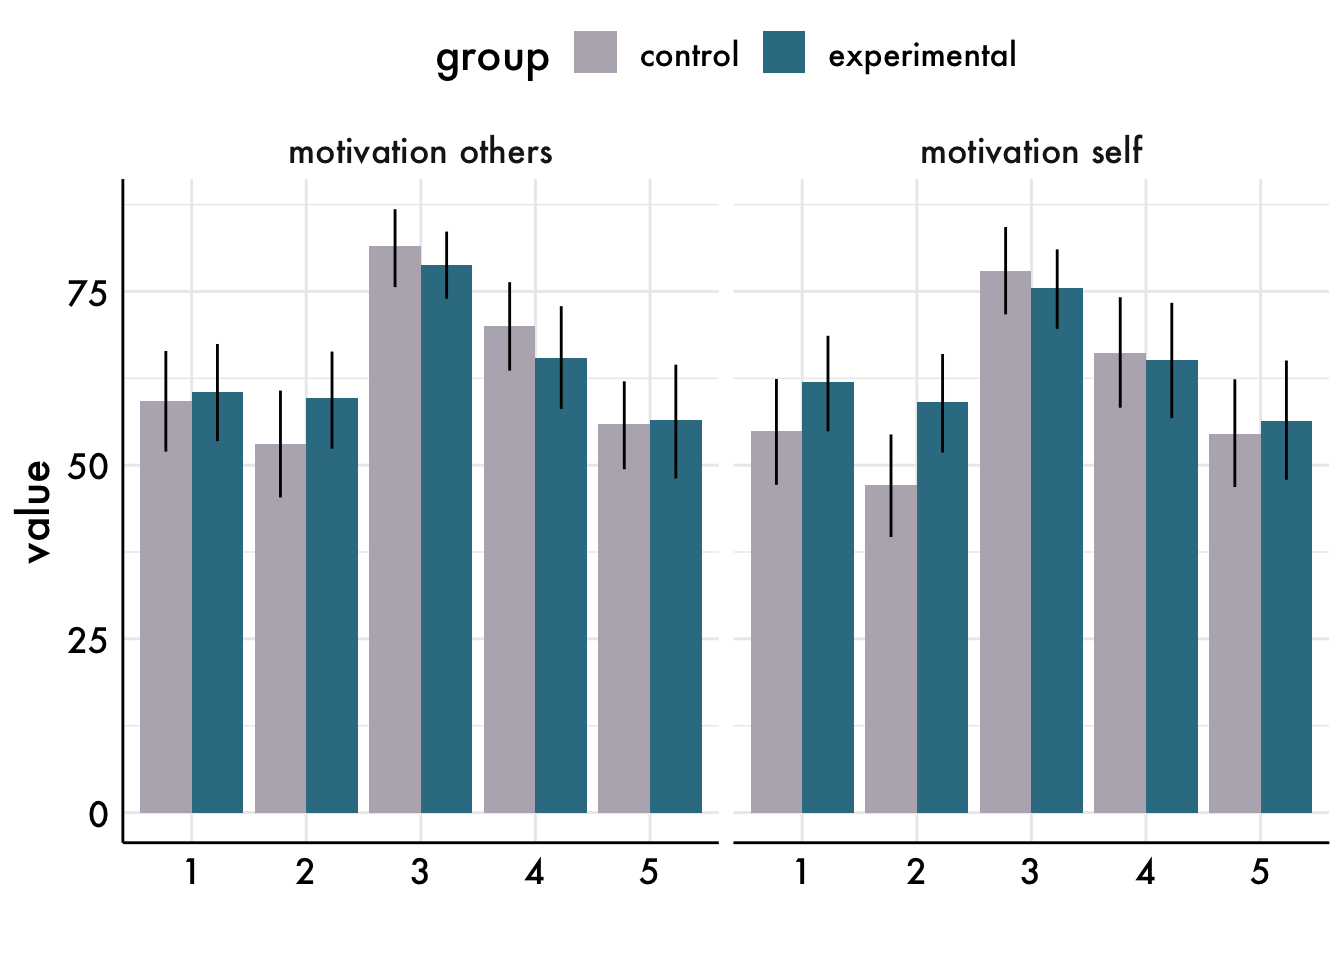 group control experimental
motivation others motivation self
value
75
50
25
0
1 2 3 4 5 1 2 3 4 5